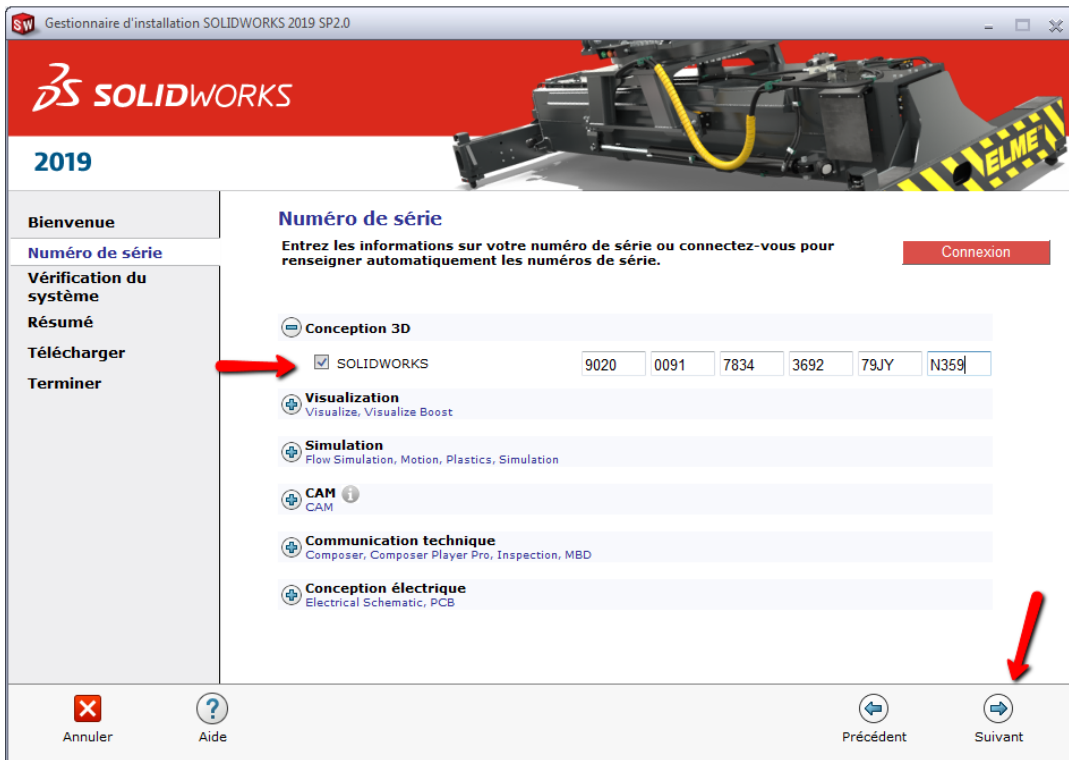 Gestionnaire d'installation SOLIDWORKS 2019 SP2.0
SOLIDWORKS
2019
ELME™
Bienvenue
Numéro de série
Vérification du
système
Résumé
Télécharger
Terminer
Numéro de série
Entrez les informations sur votre numéro de série ou connectez-vous pour
renseigner automatiquement les numéros de série.
Connexion
Conception 3D
SOLIDWORKS 9020 0091 7834 3692 79JY N359
Visualization
Visualize, Visualize Boost
Simulation
Flow Simulation, Motion, Plastics, Simulation
CAM
CAM
Communication technique
Composer, Composer Player Pro, Inspection, MBD
Conception électrique
Electrical Schematic, PCB
Annuler
Aide
Précédent
Suivant